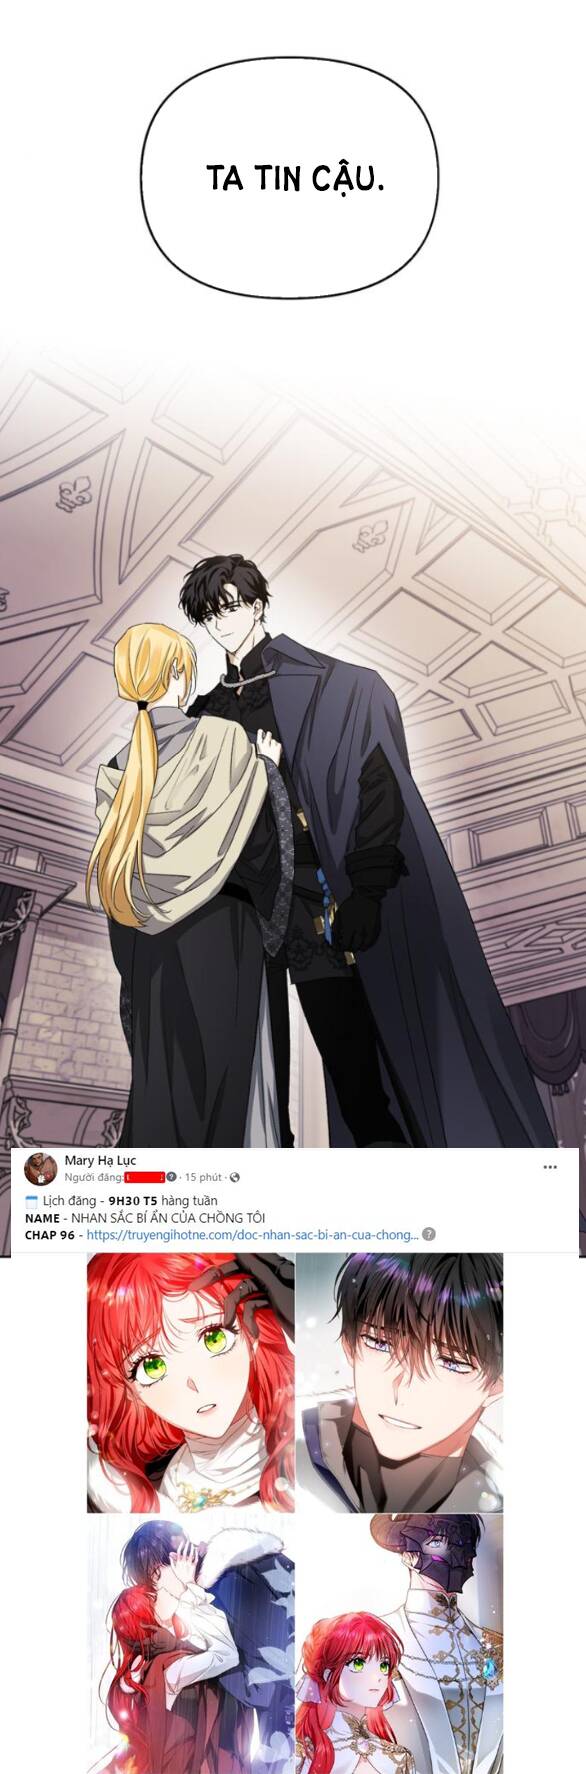 TA TIN CẬU.
Mary Hạ Lục
Người đăng: · 15 phút ·
Lịch đăng - 9H30 T5 hàng tuần
NAME - NHAN SẮC BÍ ẨN CỦA CHỒNG TÔI
CHAP 96 - https://truyengihotne.com/doc-nhan-sac-bi-an-cua-chong...